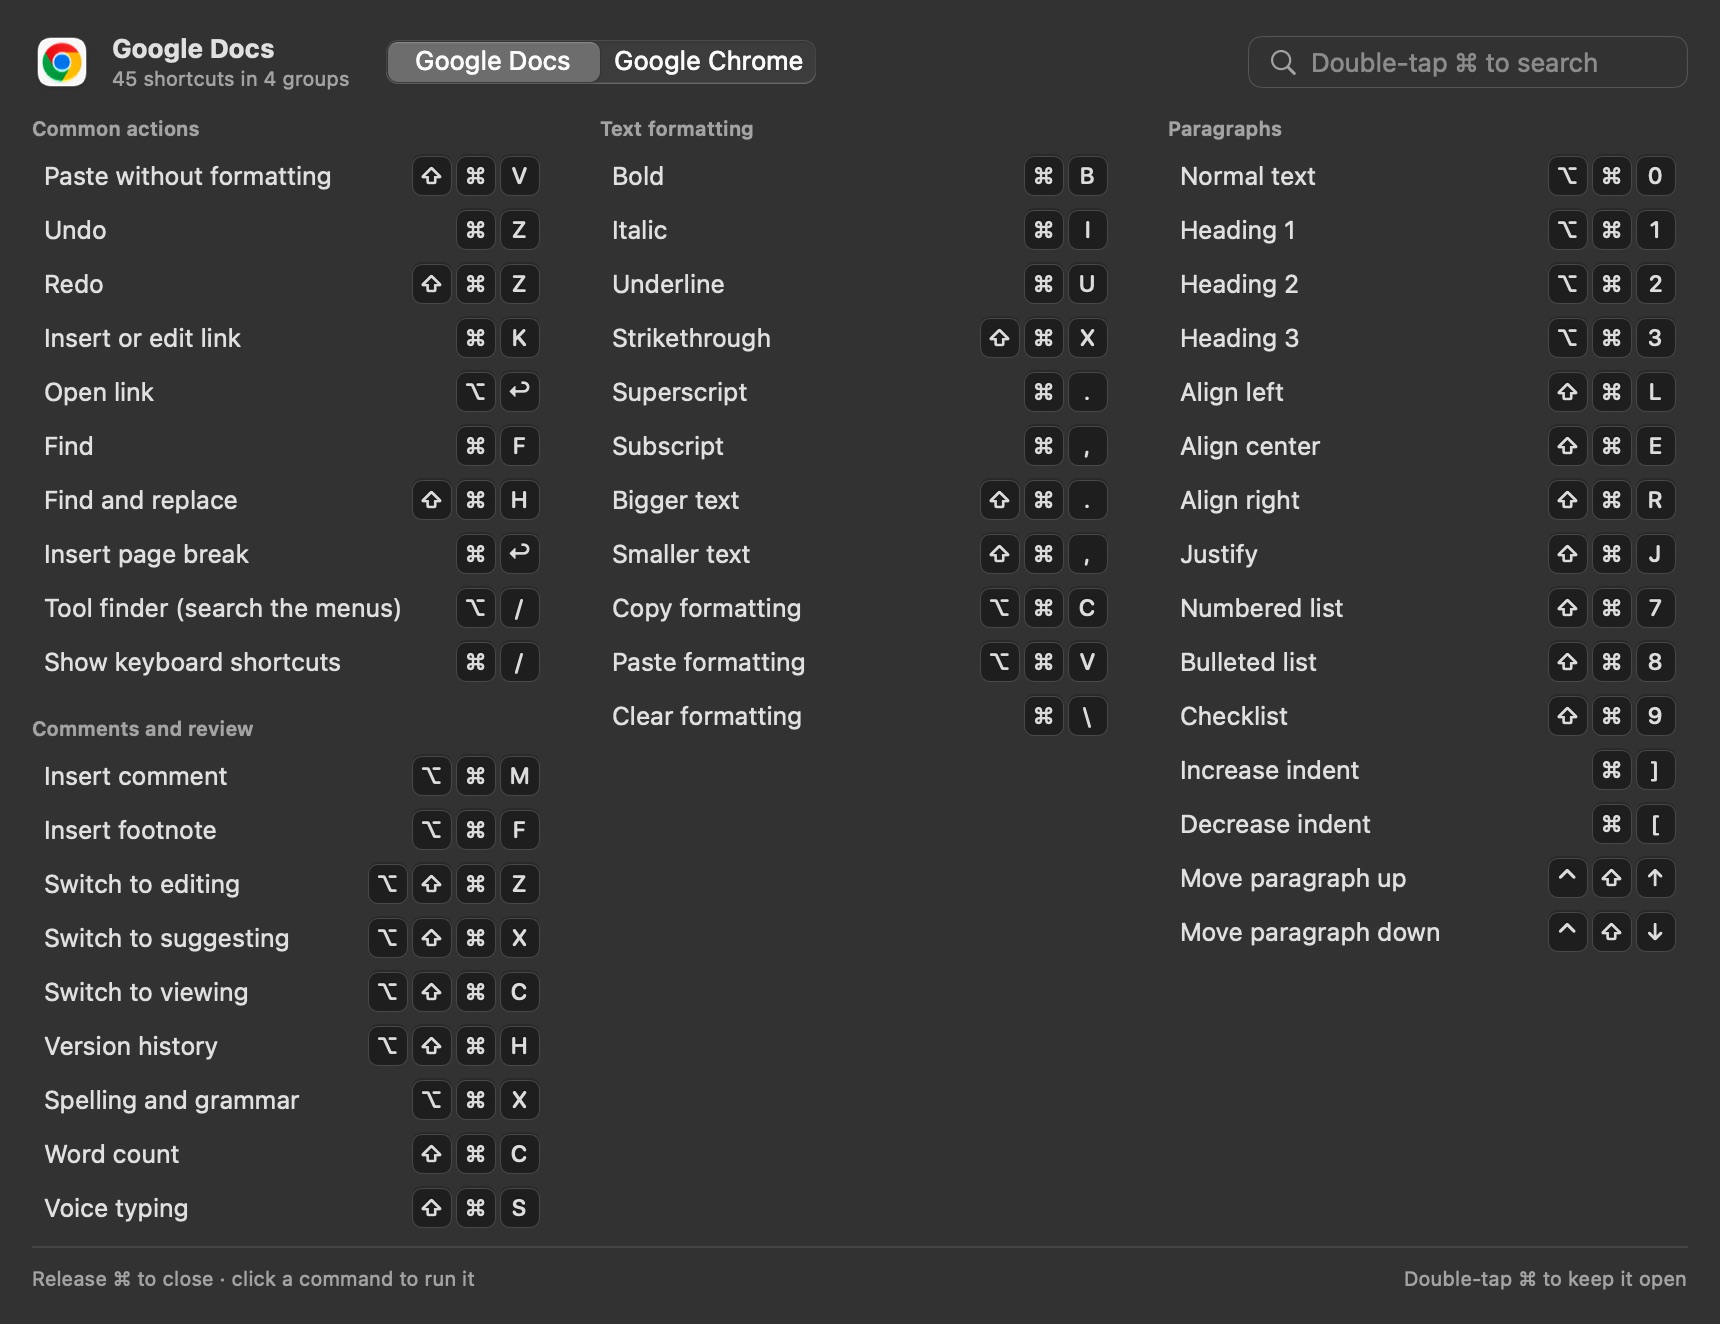 Google Docs
45 shortcuts in 4 groups
Google Docs Google Chrome
Double-tap ⌘ to search
Common actions
Paste without formatting ⇧ ⌘ V
Undo ⌘ Z
Redo ⇧ ⌘ Z
Insert or edit link ⌘ K
Open link ⌥ ↩
Find ⌘ F
Find and replace ⇧ ⌘ H
Insert page break ⌘ ↩
Tool finder (search the menus) ⌥ /
Show keyboard shortcuts ⌘ /
Comments and review
Insert comment ⌥ ⌘ M
Insert footnote ⌥ ⌘ F
Switch to editing ⌥ ⇧ ⌘ Z
Switch to suggesting ⌥ ⇧ ⌘ X
Switch to viewing ⌥ ⇧ ⌘ C
Version history ⌥ ⇧ ⌘ H
Spelling and grammar ⌥ ⌘ X
Word count ⇧ ⌘ C
Voice typing ⇧ ⌘ S
Text formatting
Bold ⌘ B
Italic ⌘ I
Underline ⌘ U
Strikethrough ⇧ ⌘ X
Superscript ⌘ .
Subscript ⌘ ,
Bigger text ⇧ ⌘ .
Smaller text ⇧ ⌘ ,
Copy formatting ⌥ ⌘ C
Paste formatting ⌥ ⌘ V
Clear formatting ⌘ \
Paragraphs
Normal text ⌥ ⌘ 0
Heading 1 ⌥ ⌘ 1
Heading 2 ⌥ ⌘ 2
Heading 3 ⌥ ⌘ 3
Align left ⇧ ⌘ L
Align center ⇧ ⌘ E
Align right ⇧ ⌘ R
Justify ⇧ ⌘ J
Numbered list ⇧ ⌘ 7
Bulleted list ⇧ ⌘ 8
Checklist ⇧ ⌘ 9
Increase indent ⌘ ]
Decrease indent ⌘ [
Move paragraph up ^ ⇧ ↑
Move paragraph down ^ ⇧ ↓
Release ⌘ to close · click a command to run it
Double-tap ⌘ to keep it open